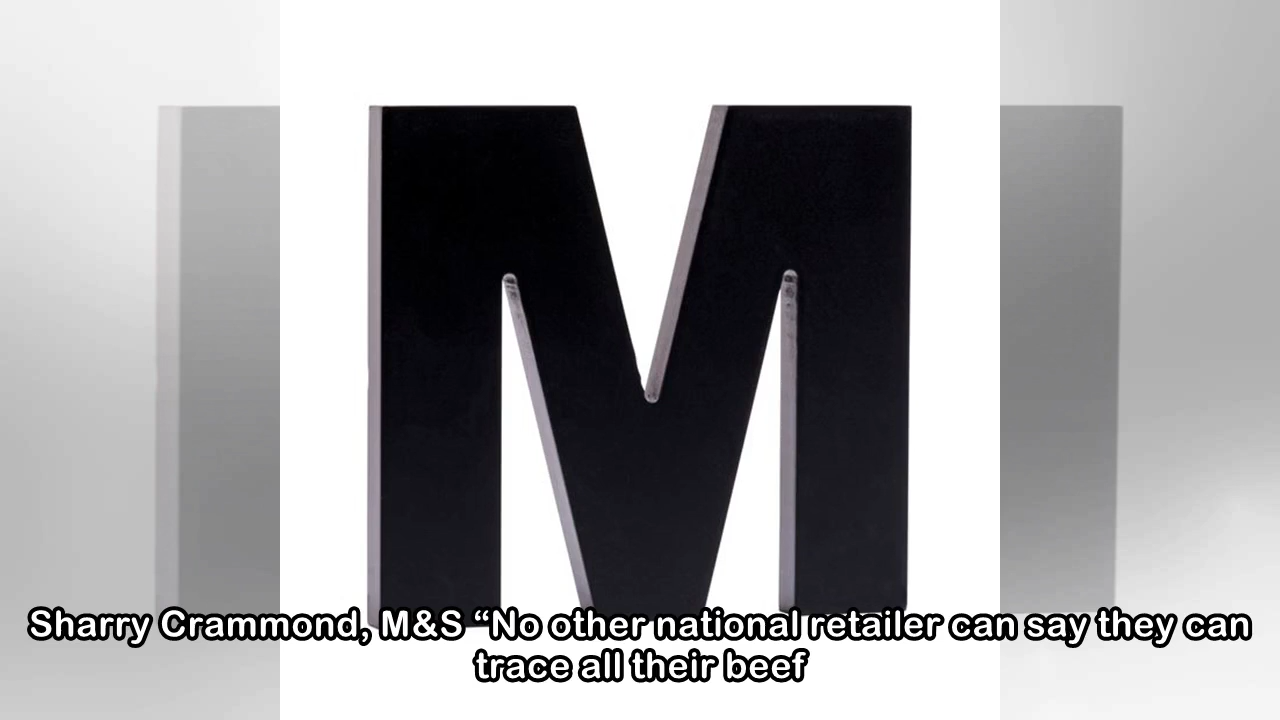 M
Sharry Crammond, M&S “No other national retailer can say they can
trace all their beef